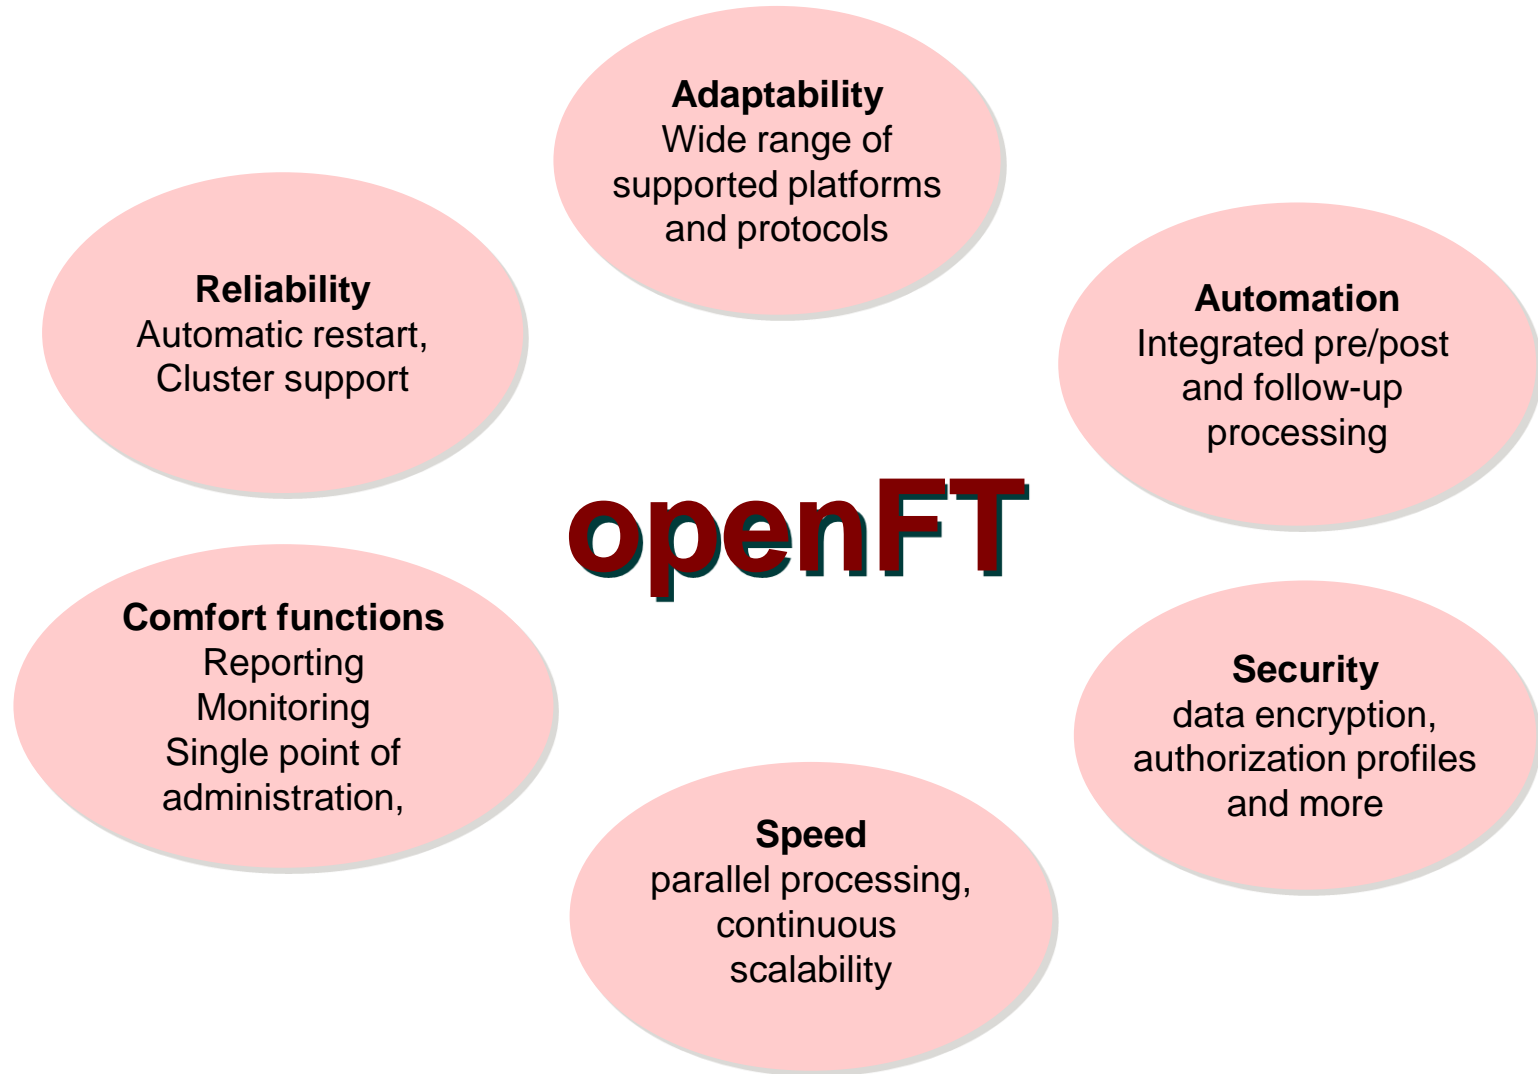 Adaptability
Wide range of
supported platforms
and protocols
Reliability
Automatic restart,
Cluster support
Automation
Integrated pre/post
and follow-up
processing
openFT
Comfort functions
Reporting
Monitoring
Single point of
administration,
Security
data encryption,
authorization profiles
and more
Speed
parallel processing,
continuous
scalability